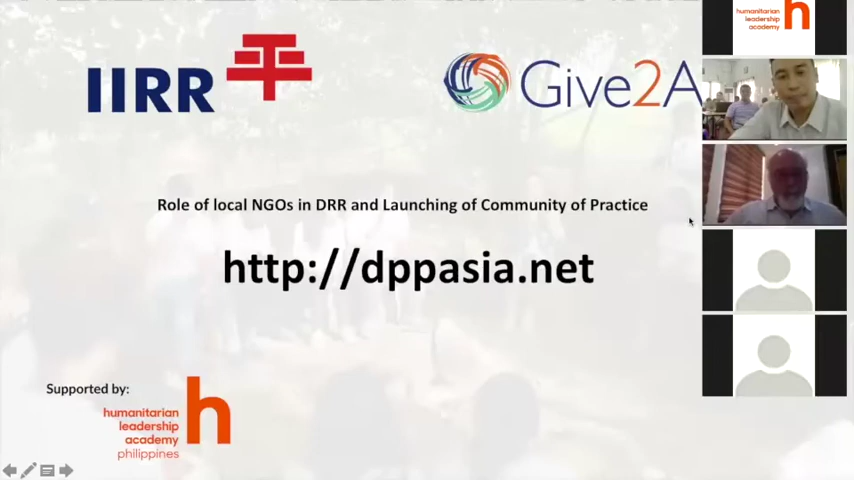 IIRR
Give2A
Role of local NGOs in DRR and Launching of Community of Practice
http://dppasia.net
Supported by:
humanitarian
leadership
academy
philippines
h
humanitarian
leadership
academy
h